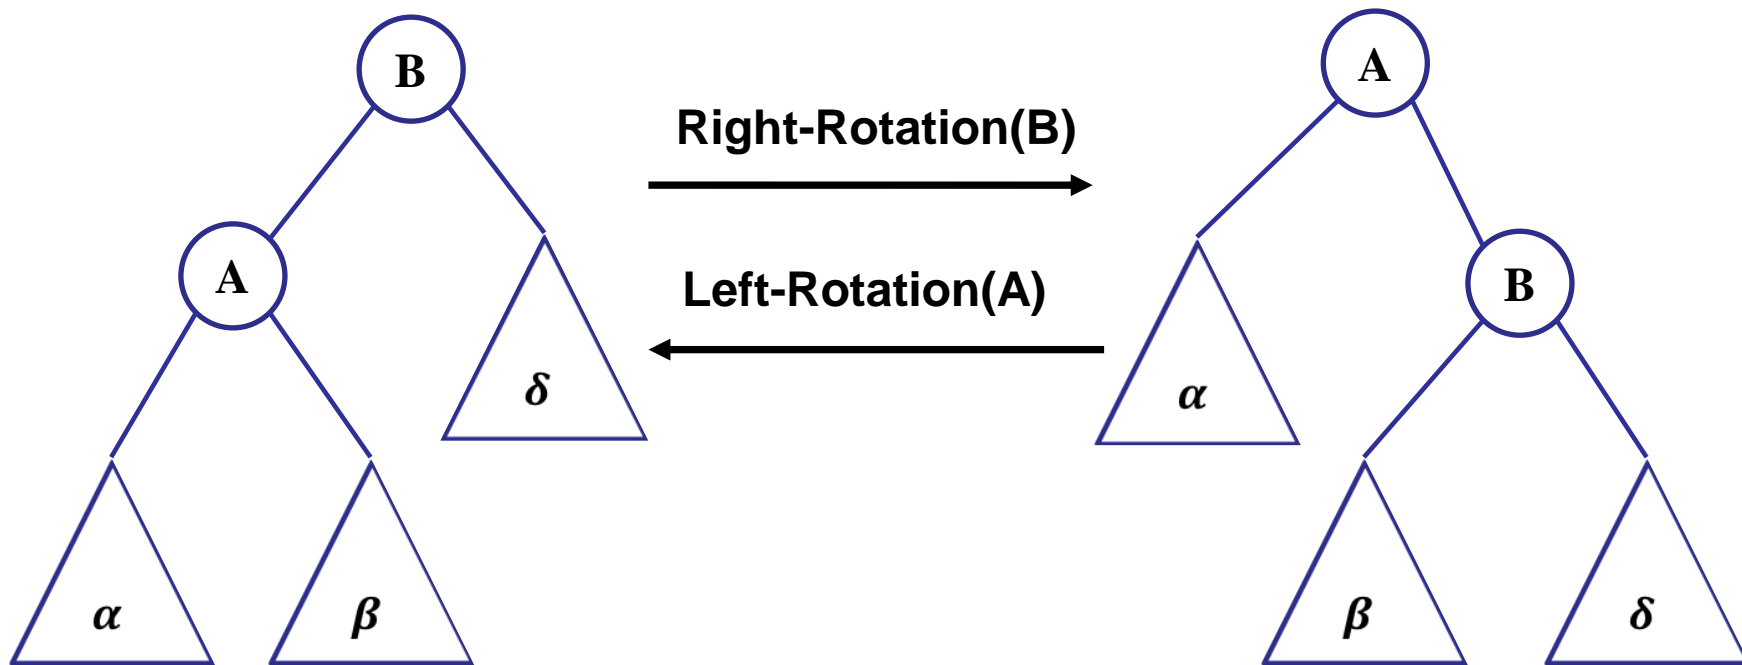 B
A
Right-Rotation(B)
Left-Rotation(A)
A
B
δ
α
α
β
β
δ